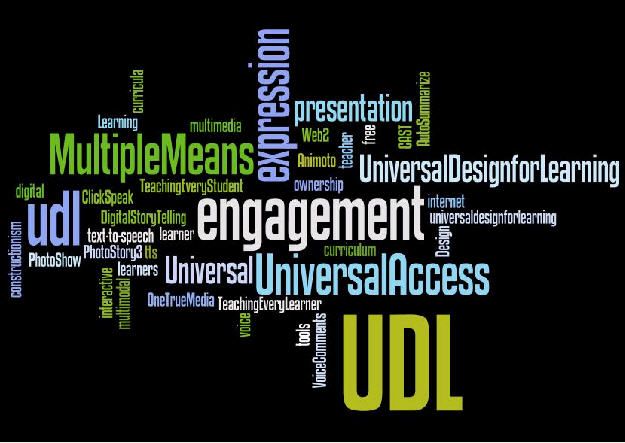 expression
curricula
AutoSummarize
presentation
free
CAST
Learning
multimedia
Web2
teacher
MultipleMeans
Animoto
UniversalDesignforLearning
TeachingEveryStudent
ownership
digital
ClickSpeak
udl
engagement
internet
DigitalStoryTelling
universaldesignforlearning
text-to-speech
learner
Design
constructionism
PhotoShow
PhotoStory3
tts
curriculum
learners
Universal
UniversalAccess
interactive
multimodal
OneTrueMedia
TeachingEveryLearner
voice
tools
VoiceComments
UDL